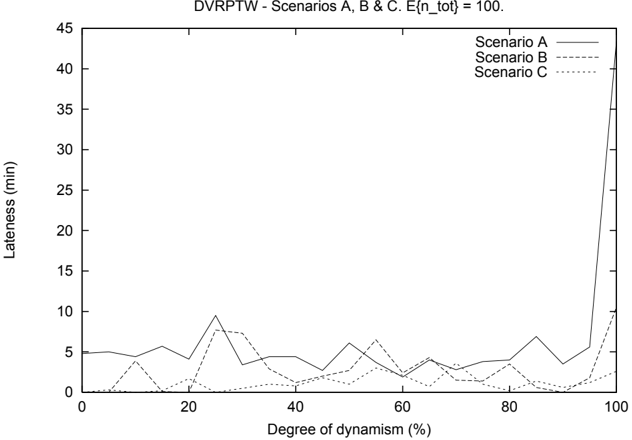 DVRPTW - Scenarios A, B & C. E{n_tot} = 100.
45
40
35
30
25
20
15
10
5
0
Lateness (min)
Scenario A
Scenario B
Scenario C
0 20 40 60 80 100
Degree of dynamism (%)